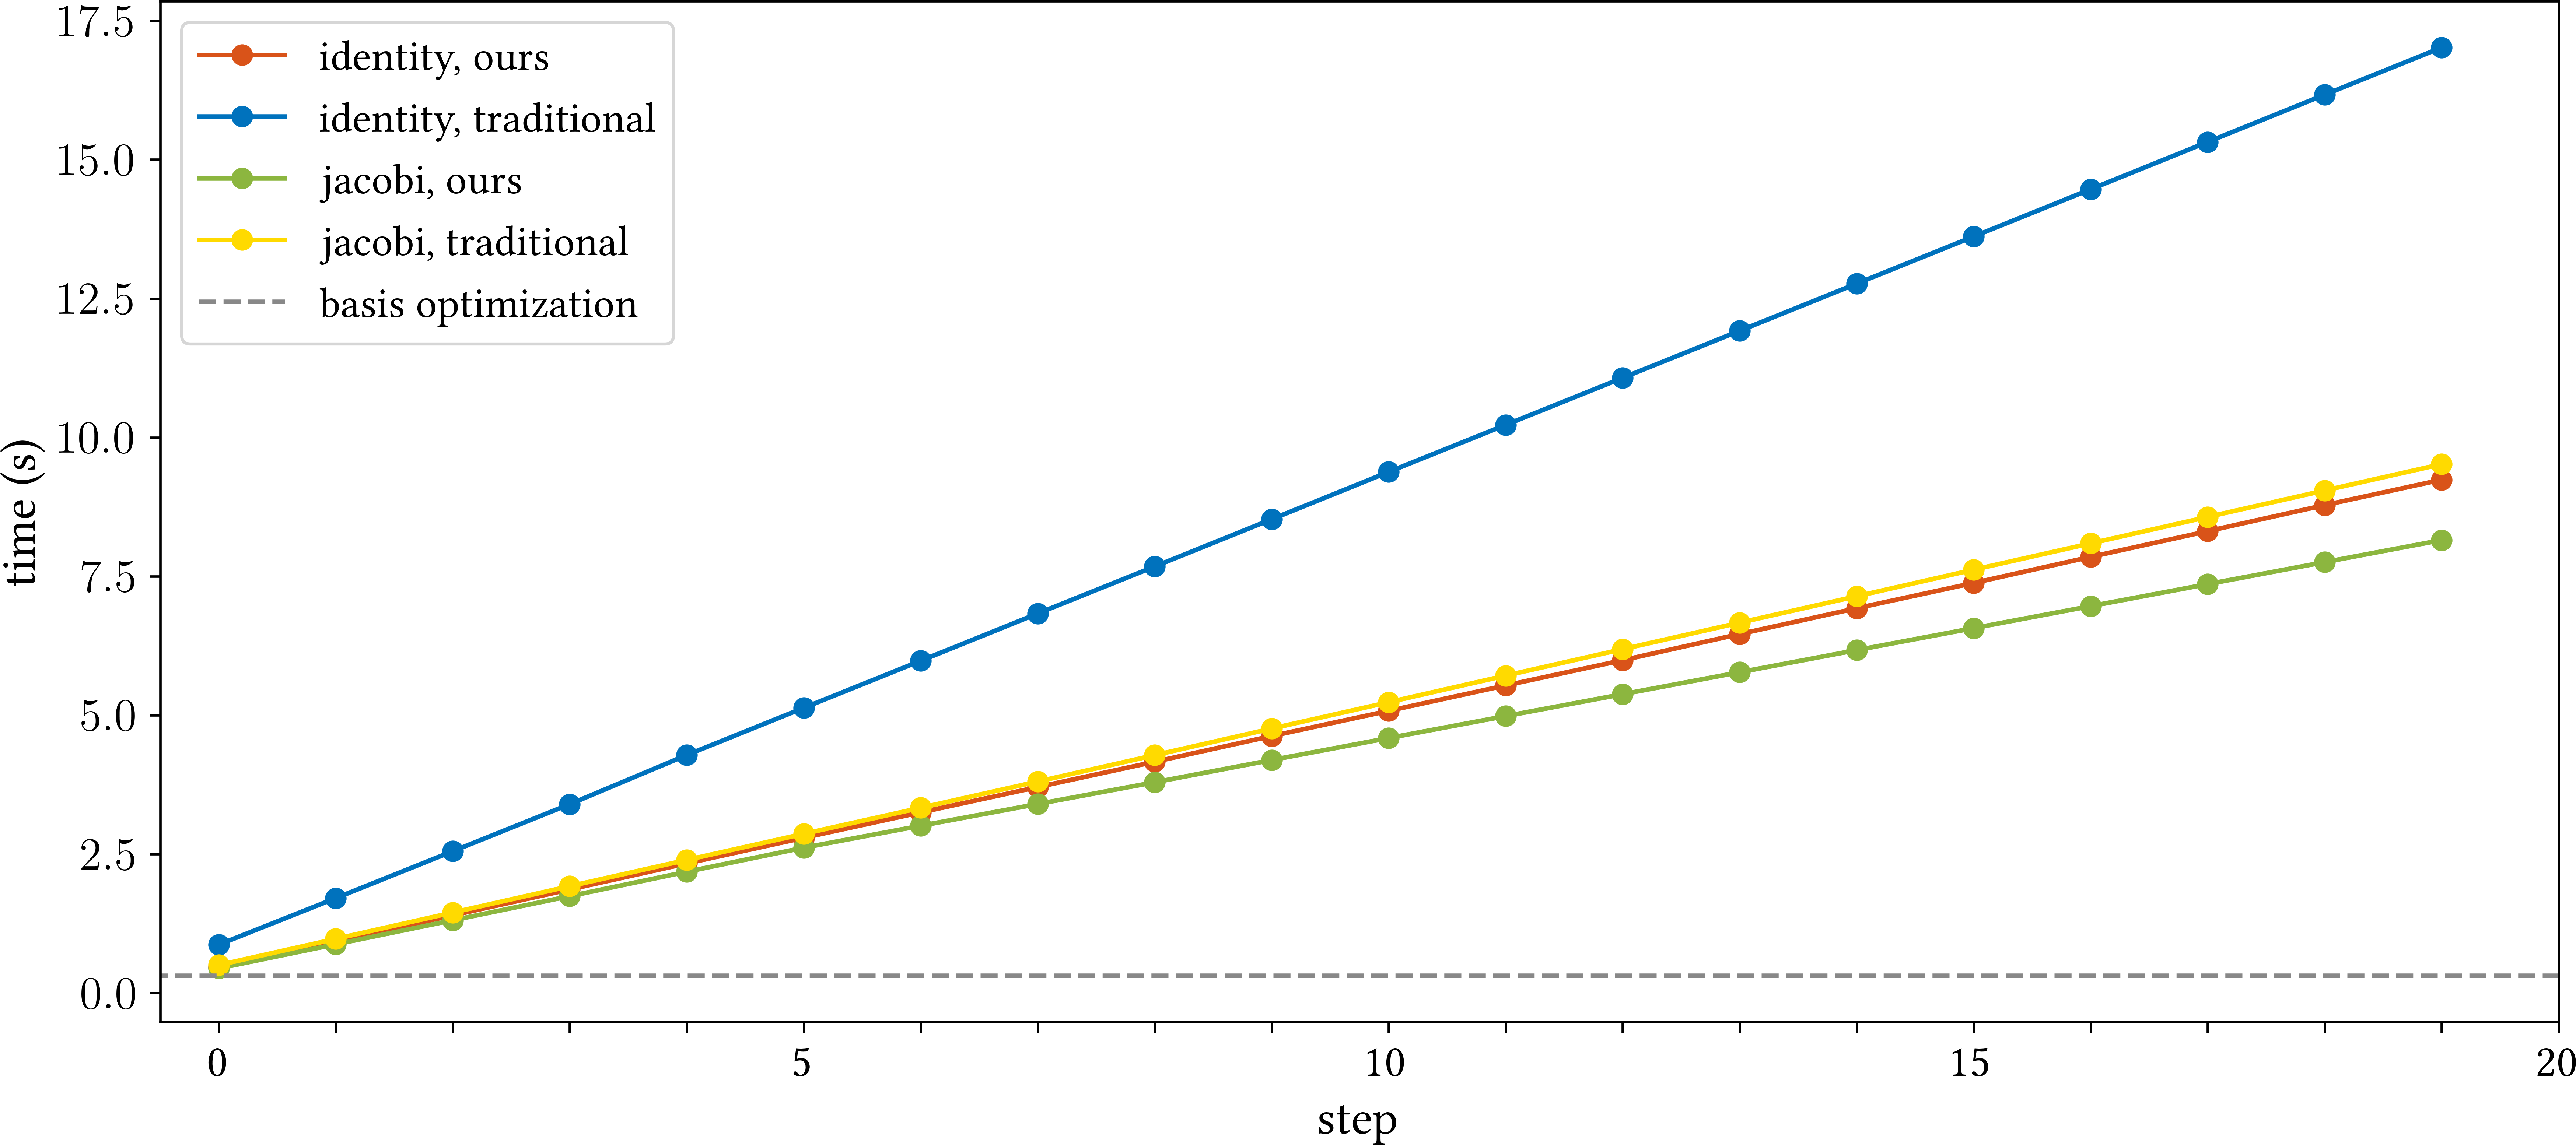 17.5
15.0
12.5
10.0
7.5
5.0
2.5
0.0
time (s)
identity, ours
identity, traditional
jacobi, ours
jacobi, traditional
basis optimization
0 5 10 15 20
step